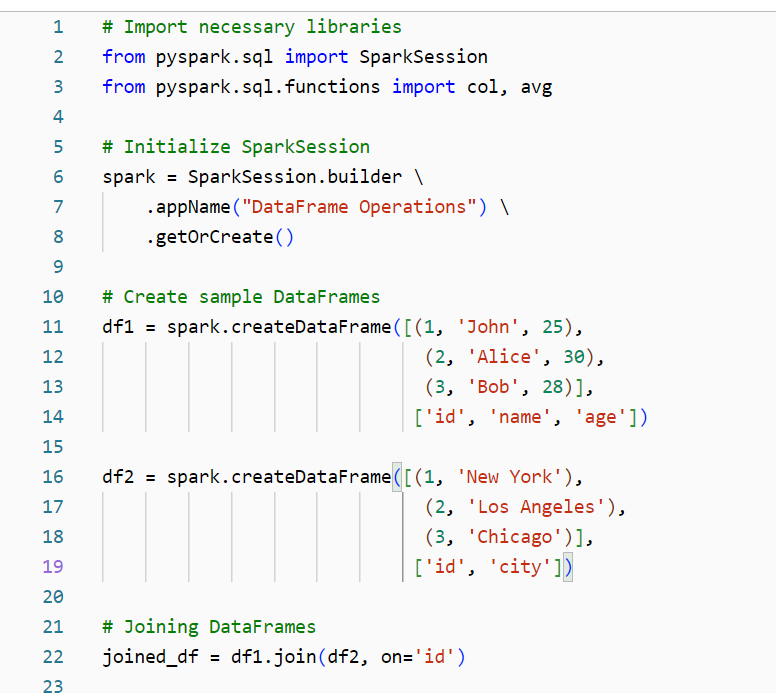 1 # Import necessary libraries
2 from pyspark.sql import SparkSession
3 from pyspark.sql.functions import col, avg
4
5 # Initialize SparkSession
6 spark = SparkSession.builder \
7     .appName("DataFrame Operations") \
8     .getOrCreate()
9
10 # Create sample DataFrames
11 df1 = spark.createDataFrame([(1, 'John', 25),
12                               (2, 'Alice', 30),
13                               (3, 'Bob', 28)],
14                              ['id', 'name', 'age'])
15
16 df2 = spark.createDataFrame([(1, 'New York'),
17                               (2, 'Los Angeles'),
18                               (3, 'Chicago')],
19                              ['id', 'city'])
20
21 # Joining DataFrames
22 joined_df = df1.join(df2, on='id')
23